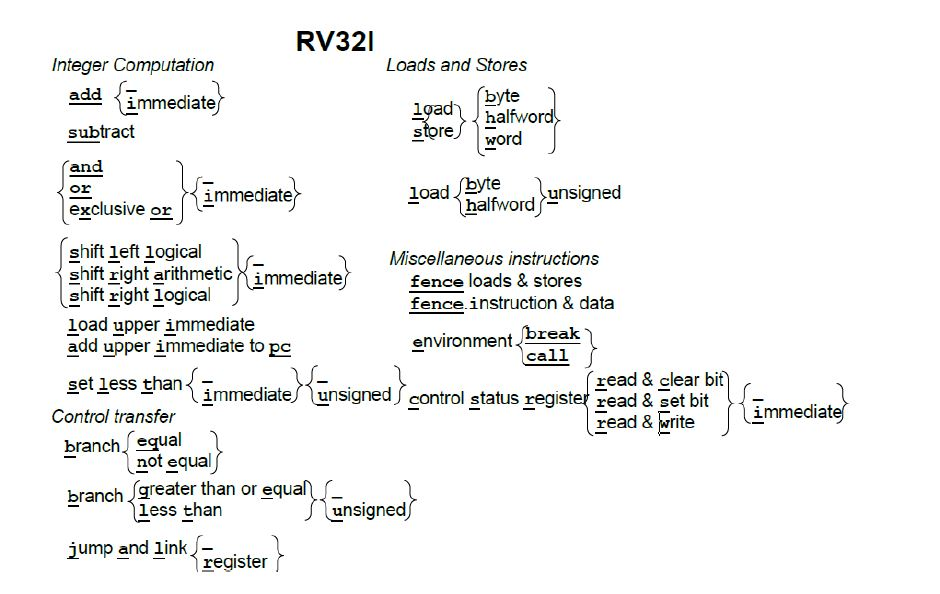 RV32I
Integer Computation
add {_ immediate}
subtract
{and
or
exclusive or} {_ immediate}
{shift left logical
shift right arithmetic
shift right logical} {_ immediate}
load upper immediate
add upper immediate to pc
set less than {_ immediate} {_ unsigned}
Control transfer
branch {equal
not equal}
branch {greater than or equal
less than} {_ unsigned}
jump and link {_ register}
Loads and Stores
load
store} {byte
halfword
word}
load {byte
halfword} unsigned
Miscellaneous instructions
fence loads & stores
fence.instruction & data
environment {break
call}
control status register {read & clear bit
read & set bit
read & write} {_ immediate}